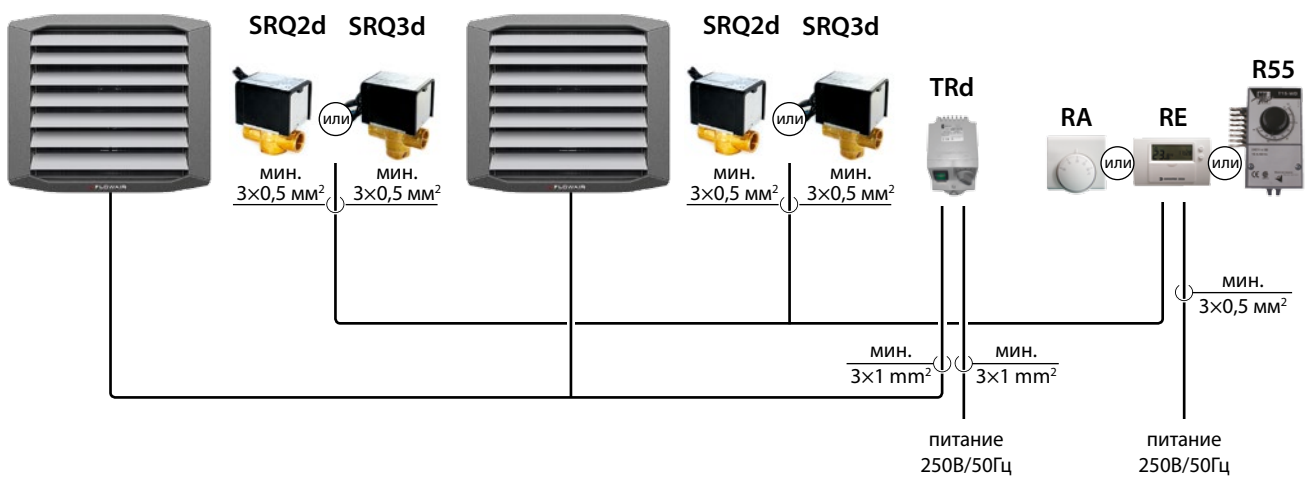 SRQ2d SRQ3d
SRQ2d SRQ3d
TRd
RA
RE
R55
или
или
или
или
мин.
3×0,5 мм²
мин.
3×0,5 мм²
мин.
3×0,5 мм²
мин.
3×0,5 мм²
FLOWAIR
FLOWAIR
мин.
3×0,5 мм²
мин.
3×1 mm²
мин.
3×1 mm²
питание
250В/50Гц
питание
250В/50Гц